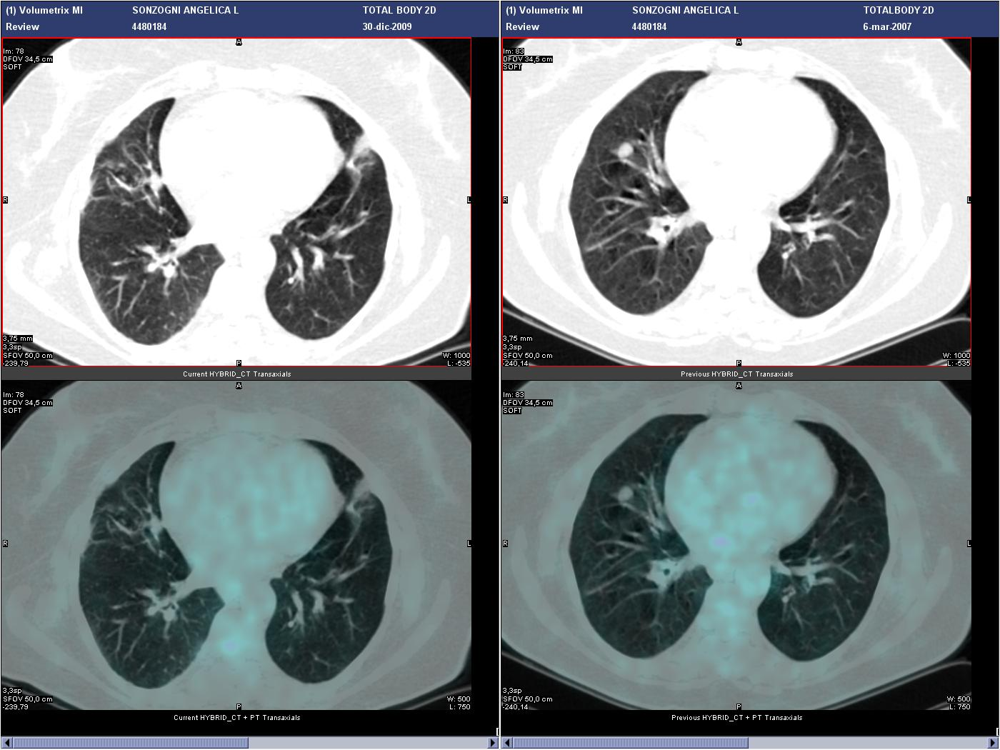 (1) Volumetrix MI SONZOGNI ANGELICA L TOTAL BODY 2D
Review 4480184 30-dic-2009
A
Im: 78
DFOV 34,5 cm
SOFT
R L
3,75 mm
3,3sp
SFOV 50,0 cm W: 1000
-239,79 P L: -535
Current HYBRID_CT Transaxials
A
Im: 78
DFOV 34,5 cm
SOFT
R L
3,3sp
SFOV 50,0 cm W: 500
-239,79 P L: 750
Current HYBRID_CT + PT Transaxials
(1) Volumetrix MI SONZOGNI ANGELICA L TOTALBODY 2D
Review 4480184 6-mar-2007
A
Im: 83
DFOV 34,5 cm
SOFT
R L
3,75 mm
3,3sp
SFOV 50,0 cm W: 1000
-240,14 P L: -535
Previous HYBRID_CT Transaxials
A
Im: 83
DFOV 34,5 cm
SOFT
R L
3,3sp
SFOV 50,0 cm W: 500
-240,14 P L: 750
Previous HYBRID_CT + PT Transaxials